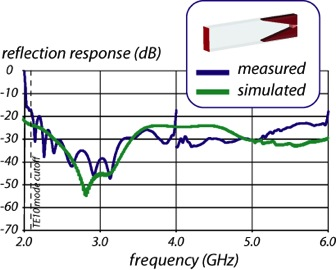 reflection response (dB)
measured
simulated
0
-10
-20
-30
-40
-50
-60
-70
TE10 mode cutoff
2.0
3.0
4.0
5.0
6.0
frequency (GHz)